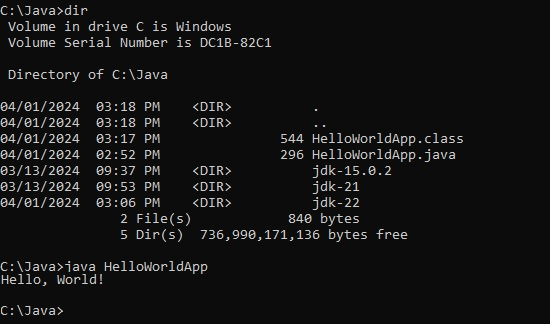 C:\Java>dir
 Volume in drive C is Windows
 Volume Serial Number is DC1B-82C1

 Directory of C:\Java

04/01/2024  03:18 PM    <DIR>          .
04/01/2024  03:18 PM    <DIR>          ..
04/01/2024  03:17 PM               544 HelloWorldApp.class
04/01/2024  02:52 PM               296 HelloWorldApp.java
03/13/2024  09:37 PM    <DIR>          jdk-15.0.2
03/13/2024  09:53 PM    <DIR>          jdk-21
04/01/2024  03:06 PM    <DIR>          jdk-22
               2 File(s)            840 bytes
               5 Dir(s)  736,990,171,136 bytes free

C:\Java>java HelloWorldApp
Hello, World!

C:\Java>